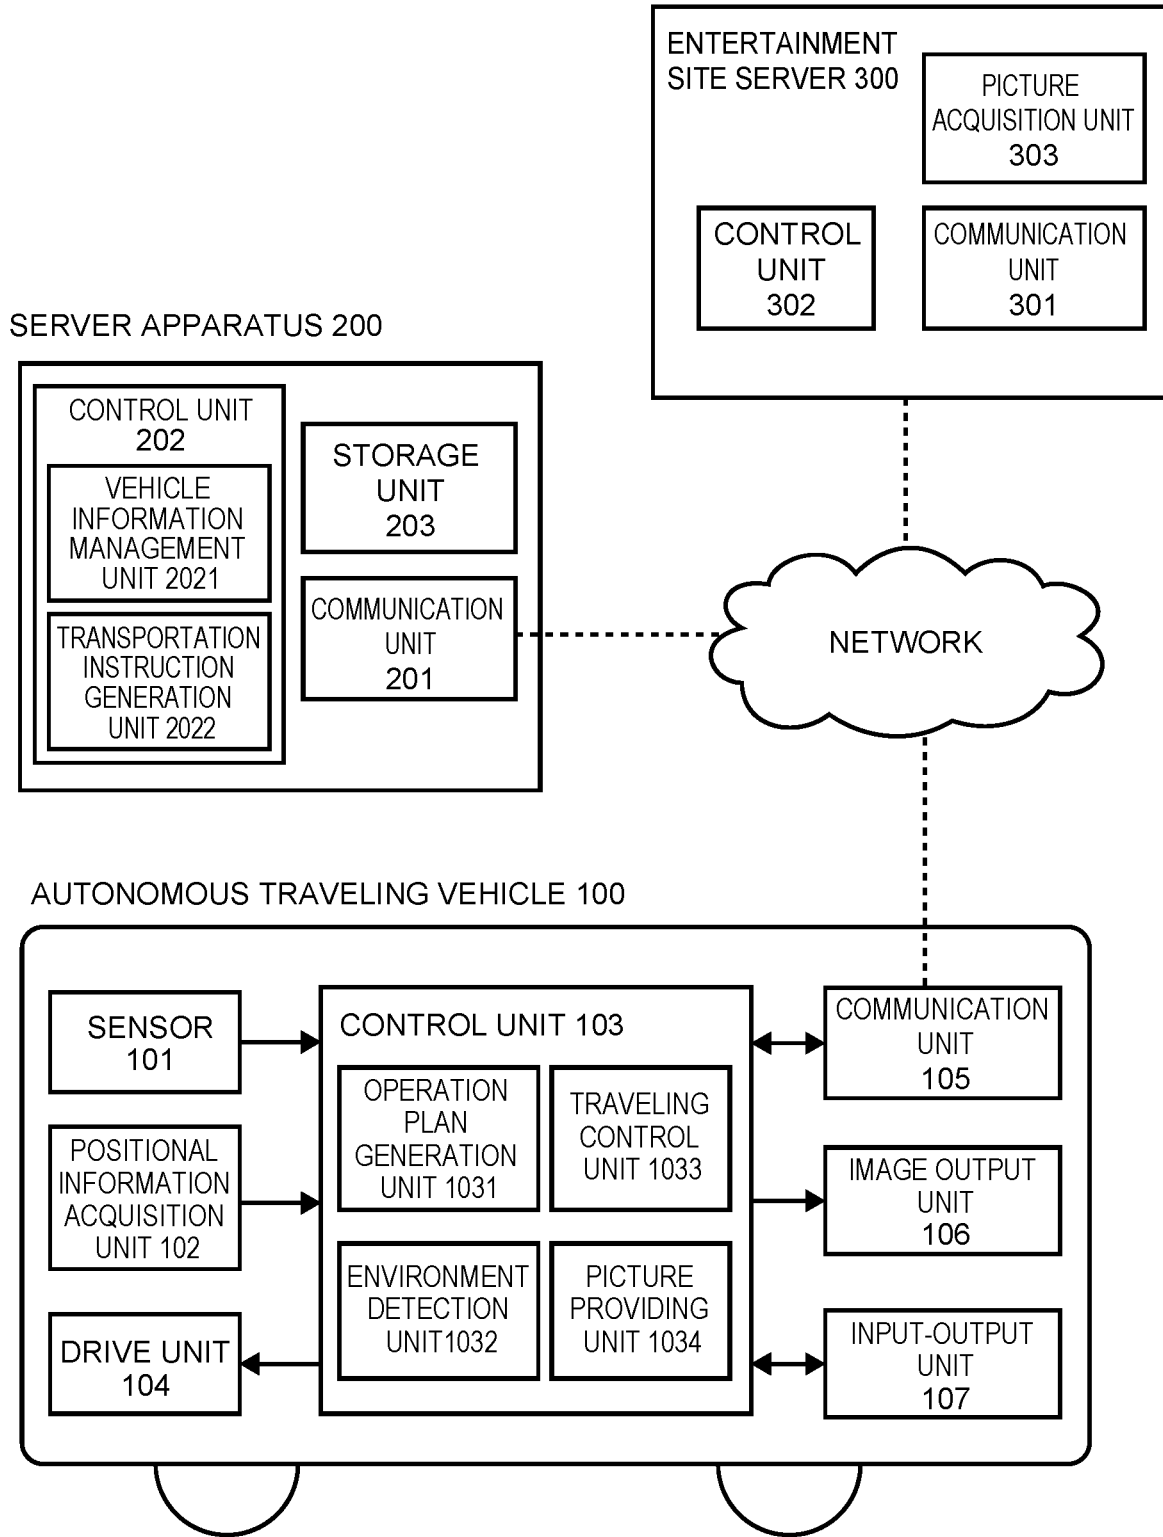 ENTERTAINMENT
SITE SERVER 300
PICTURE
ACQUISITION UNIT
303
CONTROL
UNIT
302
COMMUNICATION
UNIT
301
SERVER APPARATUS 200
CONTROL UNIT
202
VEHICLE
INFORMATION
MANAGEMENT
UNIT 2021
TRANSPORTATION
INSTRUCTION
GENERATION
UNIT 2022
STORAGE
UNIT
203
COMMUNICATION
UNIT
201
NETWORK
AUTONOMOUS TRAVELING VEHICLE 100
SENSOR
101
POSITIONAL
INFORMATION
ACQUISITION
UNIT 102
DRIVE UNIT
104
CONTROL UNIT 103
OPERATION
PLAN
GENERATION
UNIT 1031
TRAVELING
CONTROL
UNIT 1033
ENVIRONMENT
DETECTION
UNIT1032
PICTURE
PROVIDING
UNIT 1034
COMMUNICATION
UNIT
105
IMAGE OUTPUT
UNIT
106
INPUT-OUTPUT
UNIT
107